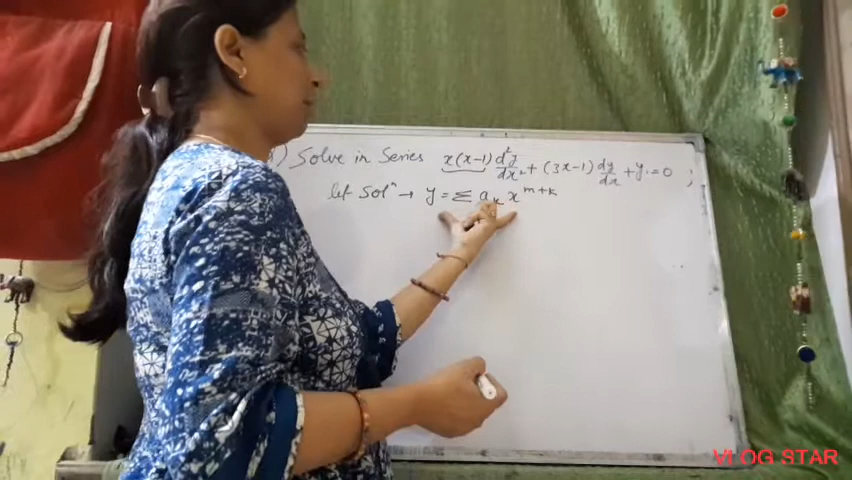 ) Solve in Series x(x-1) d²y/dx² + (3x-1) dy/dx + y = 0 ;
let Solⁿ → y = Σ aₖ x^(m+k)
VLOG STAR